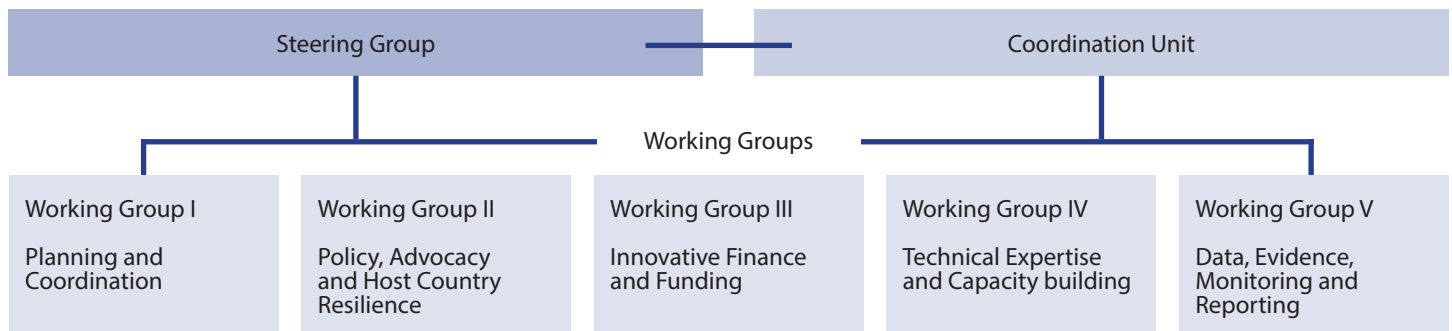 Steering Group
Coordination Unit
Working Groups
Working Group I
Planning and
Coordination
Working Group II
Policy, Advocacy
and Host Country
Resilience
Working Group III
Innovative Finance
and Funding
Working Group IV
Technical Expertise
and Capacity building
Working Group V
Data, Evidence,
Monitoring and
Reporting